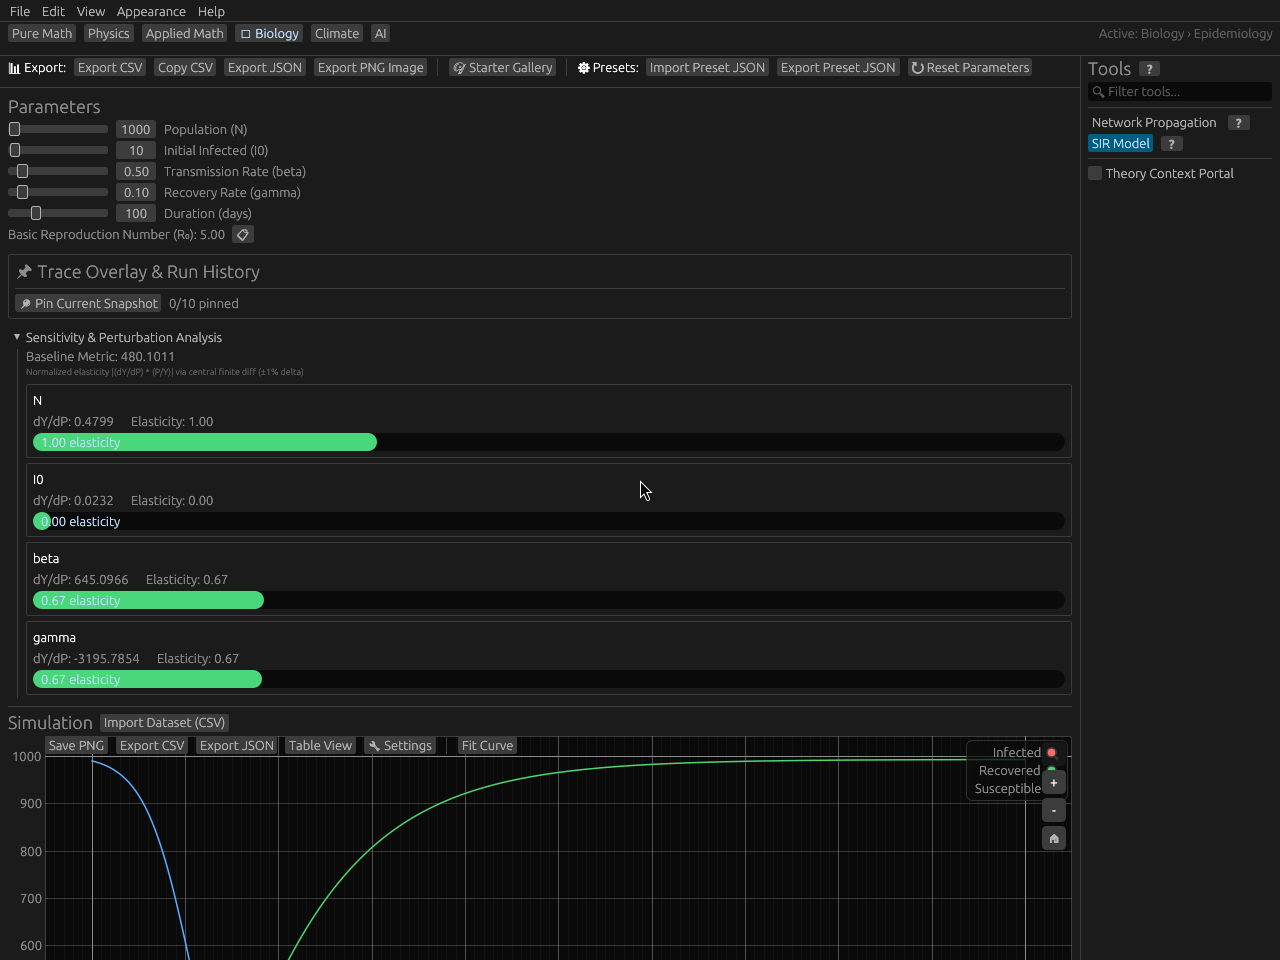 File Edit View Appearance Help
Pure Math Physics Applied Math Biology Climate AI Active: Biology › Epidemiology
Export: Export CSV Copy CSV Export JSON Export PNG Image Starter Gallery Presets: Import Preset JSON Export Preset JSON Reset Parameters
Tools ?
Filter tools...
Network Propagation ?
SIR Model ?
Theory Context Portal
Parameters
1000 Population (N)
10 Initial Infected (I0)
0.50 Transmission Rate (beta)
0.10 Recovery Rate (gamma)
100 Duration (days)
Basic Reproduction Number (R₀): 5.00
Trace Overlay & Run History
Pin Current Snapshot 0/10 pinned
Sensitivity & Perturbation Analysis
Baseline Metric: 480.1011
Normalized elasticity |(dY/dP) * (P/Y)| via central finite diff (±1% delta)
N
dY/dP: 0.4799 Elasticity: 1.00
1.00 elasticity
I0
dY/dP: 0.0232 Elasticity: 0.00
0.00 elasticity
beta
dY/dP: 645.0966 Elasticity: 0.67
0.67 elasticity
gamma
dY/dP: -3195.7854 Elasticity: 0.67
0.67 elasticity
Simulation Import Dataset (CSV)
Save PNG Export CSV Export JSON Table View Settings Fit Curve
Infected
Recovered
Susceptible
+
-
1000
900
800
700
600